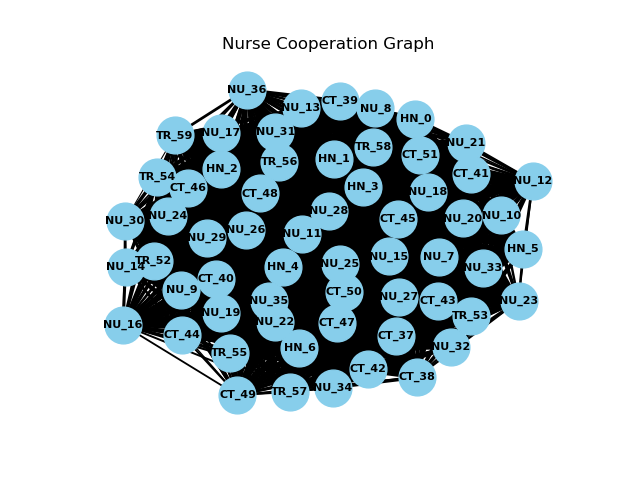 Nurse Cooperation Graph
NU_36
NU_13
CT_39
NU_8
HN_0
TR_59
NU_17
NU_31
NU_21
TR_58
CT_51
HN_1
TR_56
HN_2
CT_41
NU_12
TR_54
CT_46
CT_48
HN_3
NU_18
NU_30
NU_24
NU_28
CT_45
NU_20
NU_10
NU_29
NU_26
NU_11
HN_5
NU_14
TR_52
HN_4
NU_25
NU_15
NU_7
NU_33
NU_9
CT_40
NU_35
CT_50
NU_27
CT_43
NU_23
NU_16
NU_19
NU_22
CT_47
TR_53
CT_44
CT_37
TR_55
HN_6
NU_32
CT_42
CT_38
CT_49
TR_57
NU_34